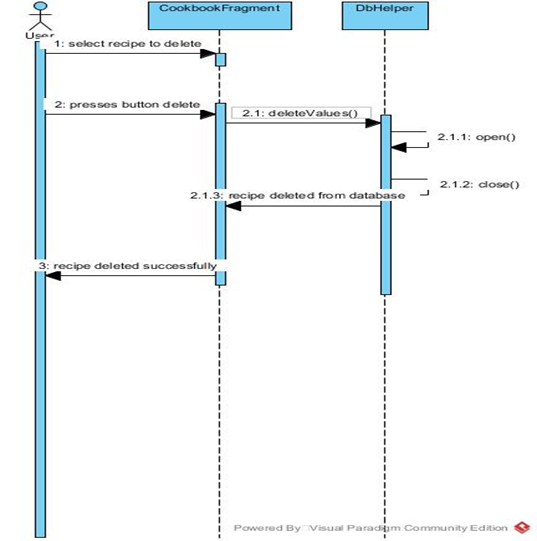 CookbookFragment
DbHelper
User
1: select recipe to delete
2: presses button delete
2.1: deleteValues()
2.1.1: open()
2.1.2: close()
2.1.3: recipe deleted from database
3: recipe deleted successfully
Powered By Visual Paradigm Community Edition